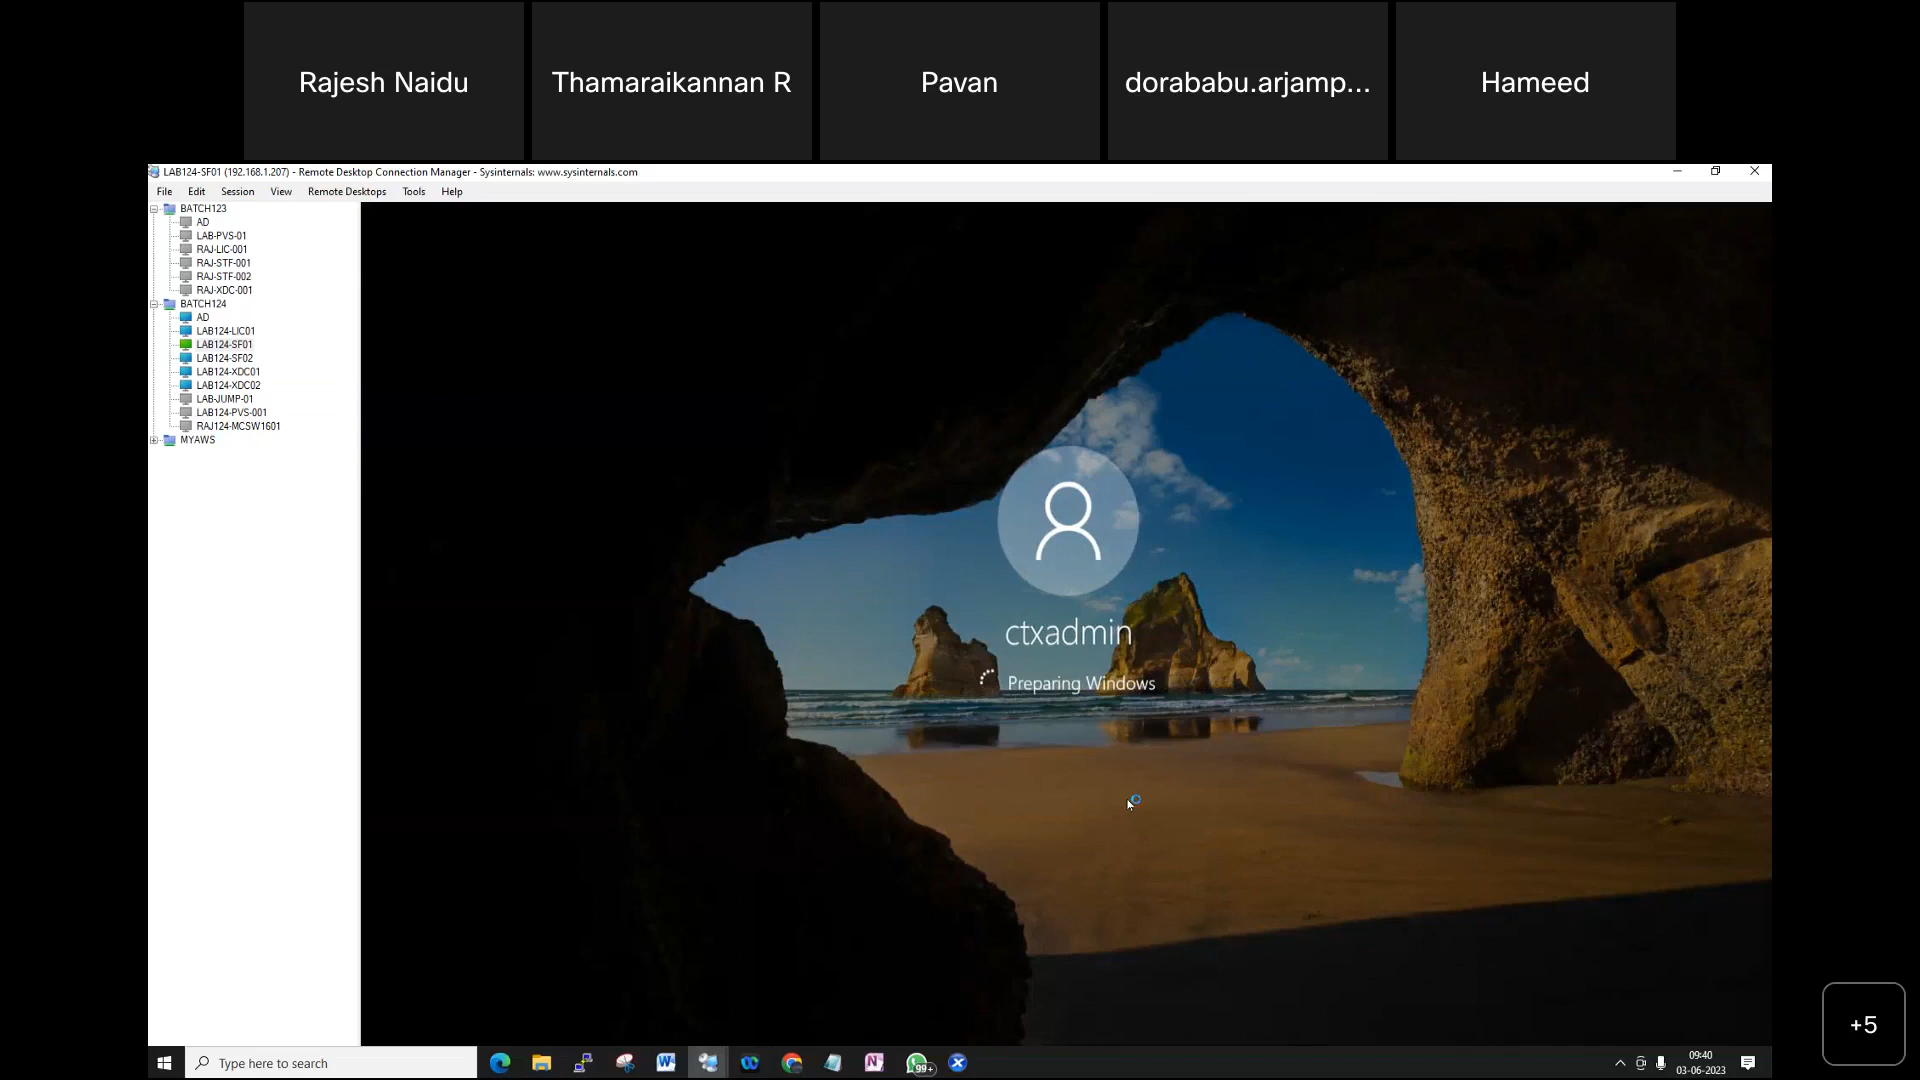 Rajesh Naidu
Thamaraikannan R
Pavan
dorababu.arjamp...
Hameed
LAB124-SF01 (192.168.1.207) - Remote Desktop Connection Manager - Sysinternals: www.sysinternals.com
File Edit Session View Remote Desktops Tools Help
BATCH123
AD
LAB-PVS-01
RAJ-LIC-001
RAJ-STF-001
RAJ-STF-002
RAJ-XDC-001
BATCH124
AD
LAB124-LIC01
LAB124-SF01
LAB124-SF02
LAB124-XDC01
LAB124-XDC02
LAB-JUMP-01
LAB124-PVS-001
RAJ124-MCSW1601
MYAWS
ctxadmin
Preparing Windows
+5
Type here to search
99+
09:40
03-06-2023